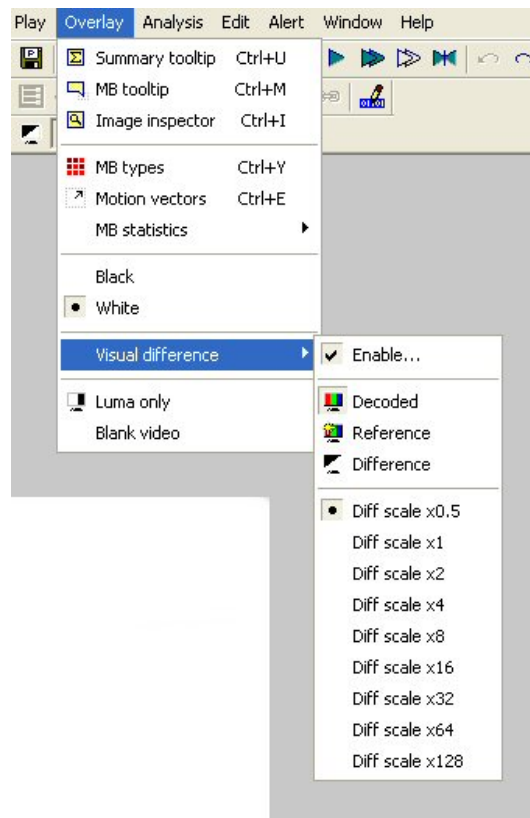 Play Overlay Analysis Edit Alert Window Help
Summary tooltip Ctrl+U
MB tooltip Ctrl+M
Image inspector Ctrl+I
MB types Ctrl+Y
Motion vectors Ctrl+E
MB statistics
Black
White
Visual difference
Luma only
Blank video
Enable...
Decoded
Reference
Difference
Diff scale x0.5
Diff scale x1
Diff scale x2
Diff scale x4
Diff scale x8
Diff scale x16
Diff scale x32
Diff scale x64
Diff scale x128